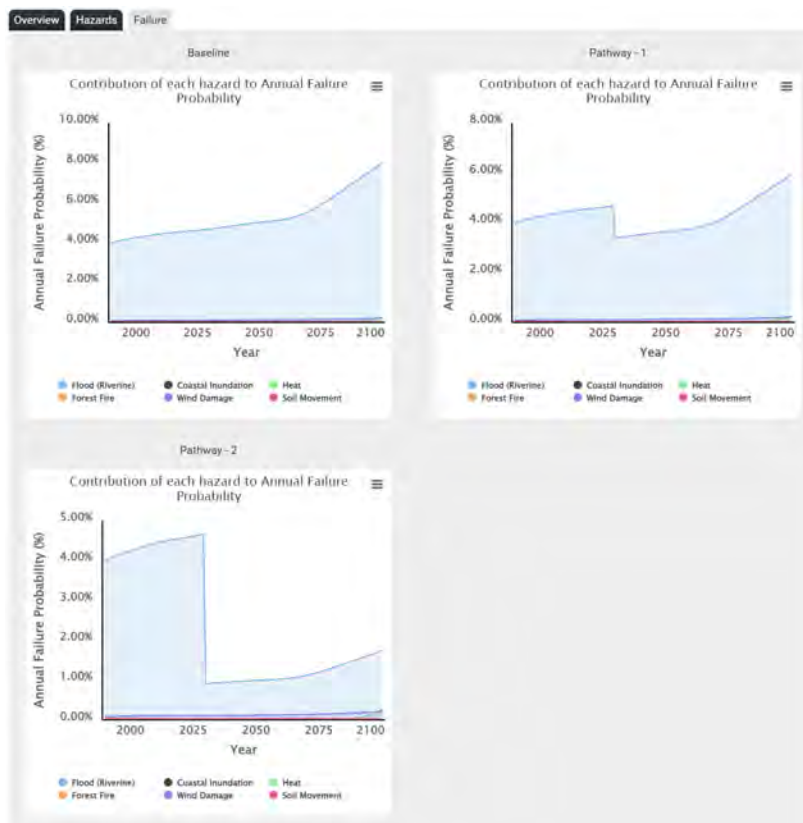 Overview Hazards Failure
Baseline
Contribution of each hazard to Annual Failure
Probability
Annual Failure Probability (%)
10.00%
8.00%
6.00%
4.00%
2.00%
0.00%
2000 2025 2050 2075 2100
Year
Flood (Riverine) Coastal Inundation Heat
Forest Fire Wind Damage Soil Movement
Pathway - 1
Contribution of each hazard to Annual Failure
Probability
Annual Failure Probability (%)
8.00%
6.00%
4.00%
2.00%
0.00%
2000 2025 2050 2075 2100
Year
Flood (Riverine) Coastal Inundation Heat
Forest Fire Wind Damage Soil Movement
Pathway - 2
Contribution of each hazard to Annual Failure
Probability
Annual Failure Probability (%)
5.00%
4.00%
3.00%
2.00%
1.00%
0.00%
2000 2025 2050 2075 2100
Year
Flood (Riverine) Coastal Inundation Heat
Forest Fire Wind Damage Soil Movement